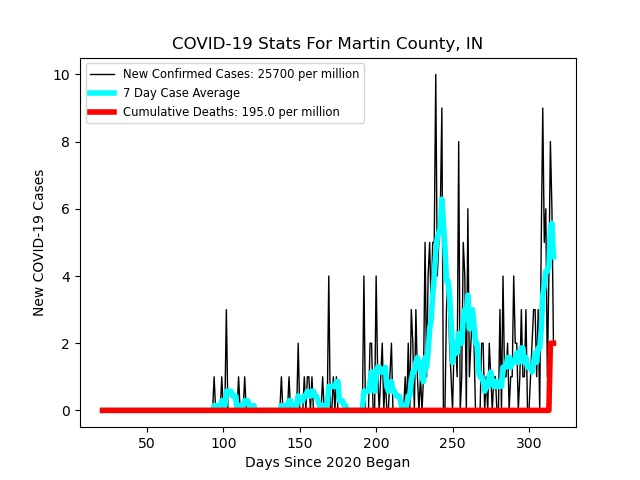 COVID-19 Stats For Martin County, IN
New Confirmed Cases: 25700 per million
7 Day Case Average
Cumulative Deaths: 195.0 per million
New COVID-19 Cases
10
8
6
4
2
0
50 100 150 200 250 300
Days Since 2020 Began